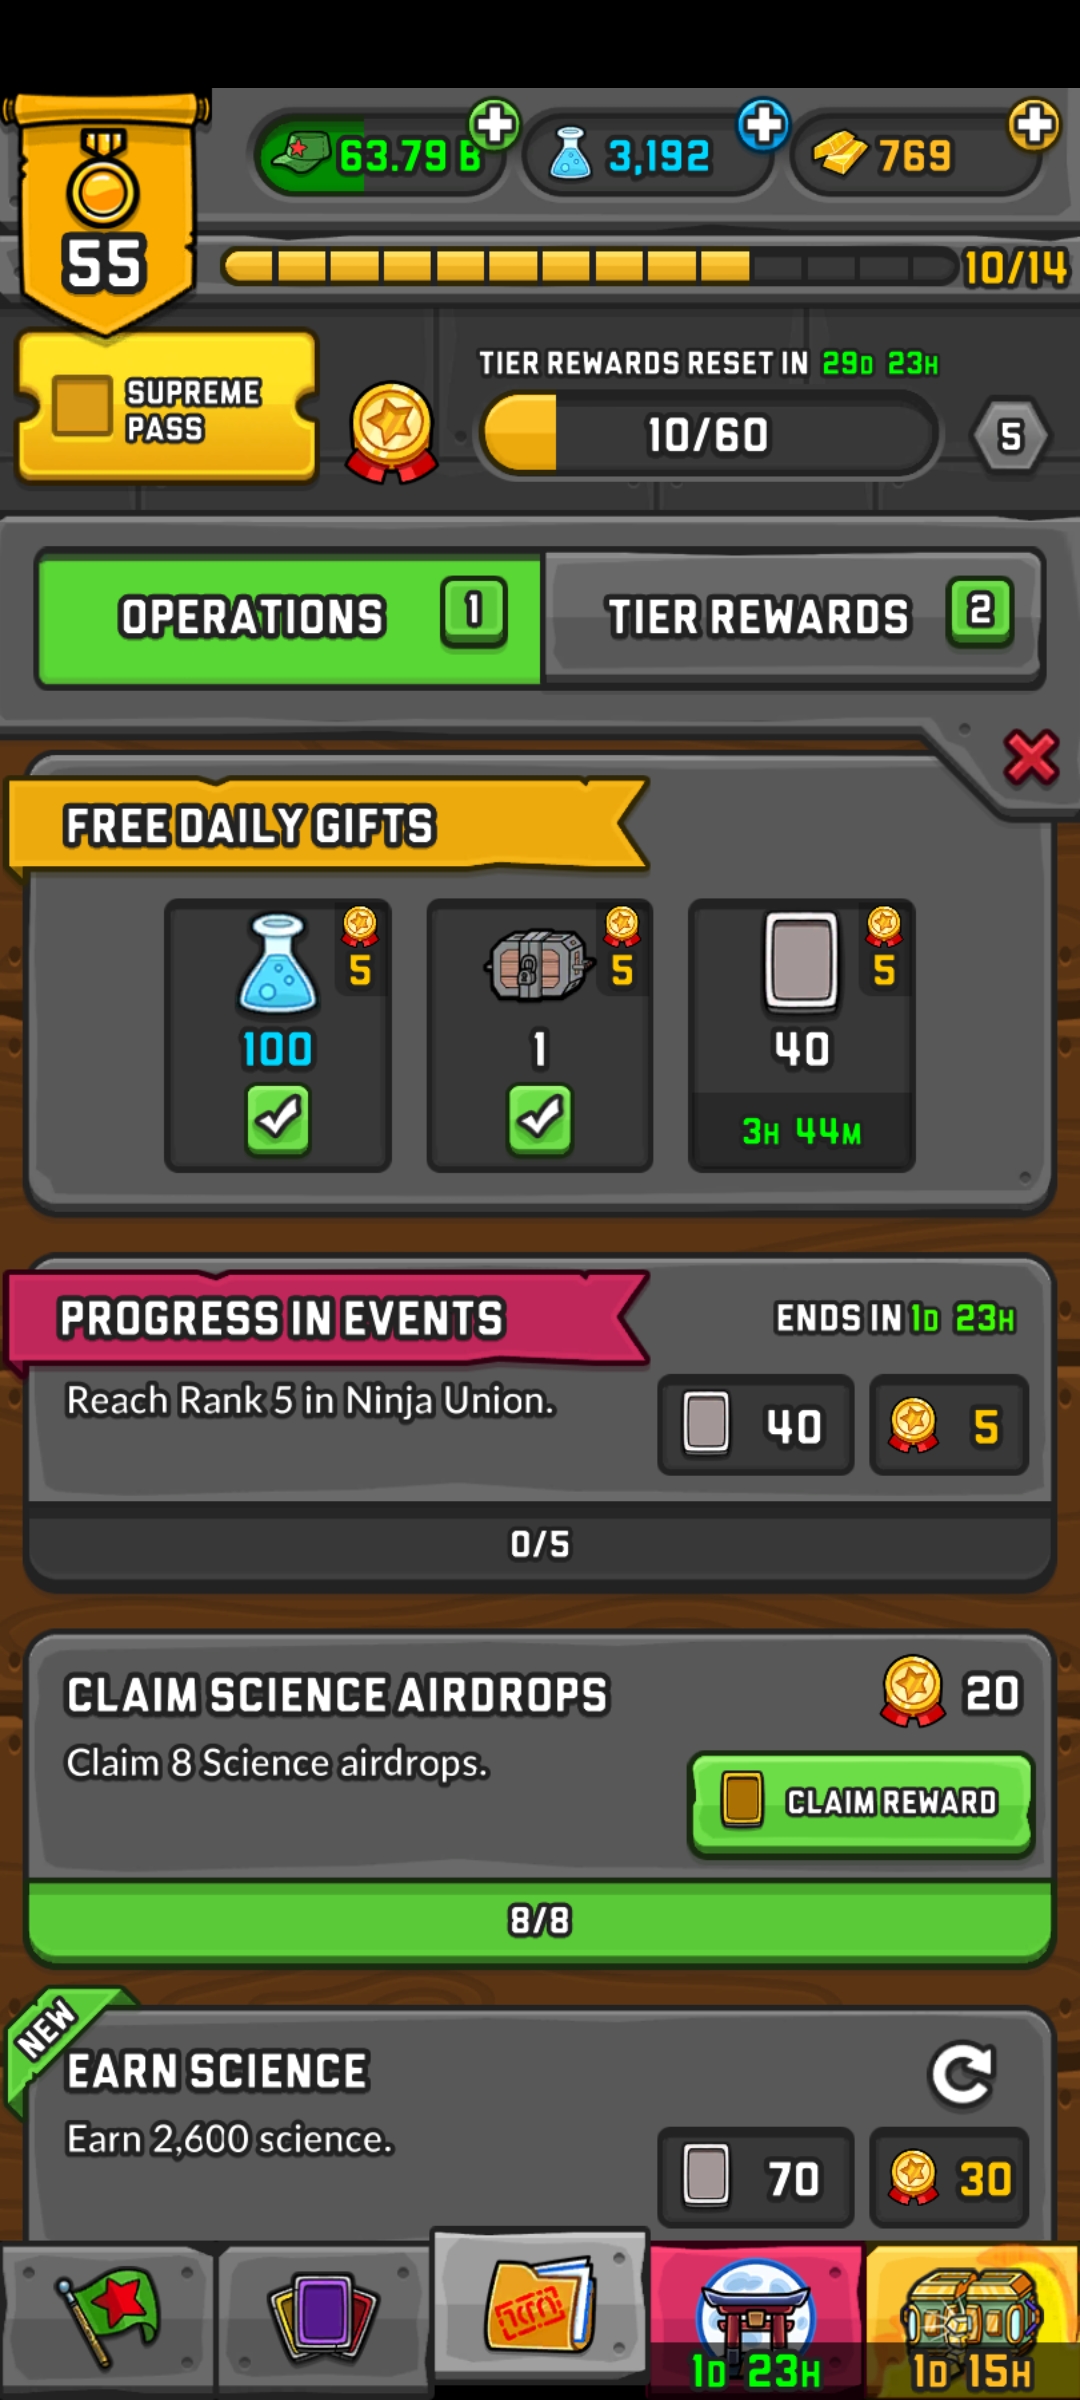 63.79 B
3,192
769
55
10/14
SUPREME
PASS
TIER REWARDS RESET IN 29D 23H
10/60
5
OPERATIONS 1
TIER REWARDS 2
FREE DAILY GIFTS
5
5
5
100
1
40
3H 44M
PROGRESS IN EVENTS
ENDS IN 1D 23H
Reach Rank 5 in Ninja Union.
40
5
0/5
CLAIM SCIENCE AIRDROPS
20
Claim 8 Science airdrops.
CLAIM REWARD
8/8
NEW
EARN SCIENCE
Earn 2,600 science.
70
30
1D 23H
1D 15H